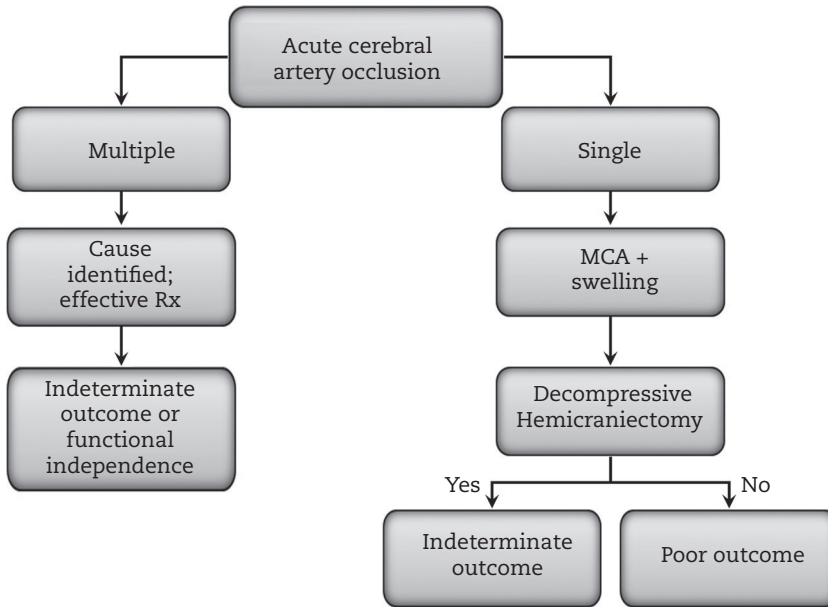 Acute cerebral
artery occlusion
Multiple
Single
Cause
identified;
effective Rx
MCA +
swelling
Indeterminate
outcome or
functional
independence
Decompressive
Hemicraniectomy
Yes
No
Indeterminate
outcome
Poor outcome